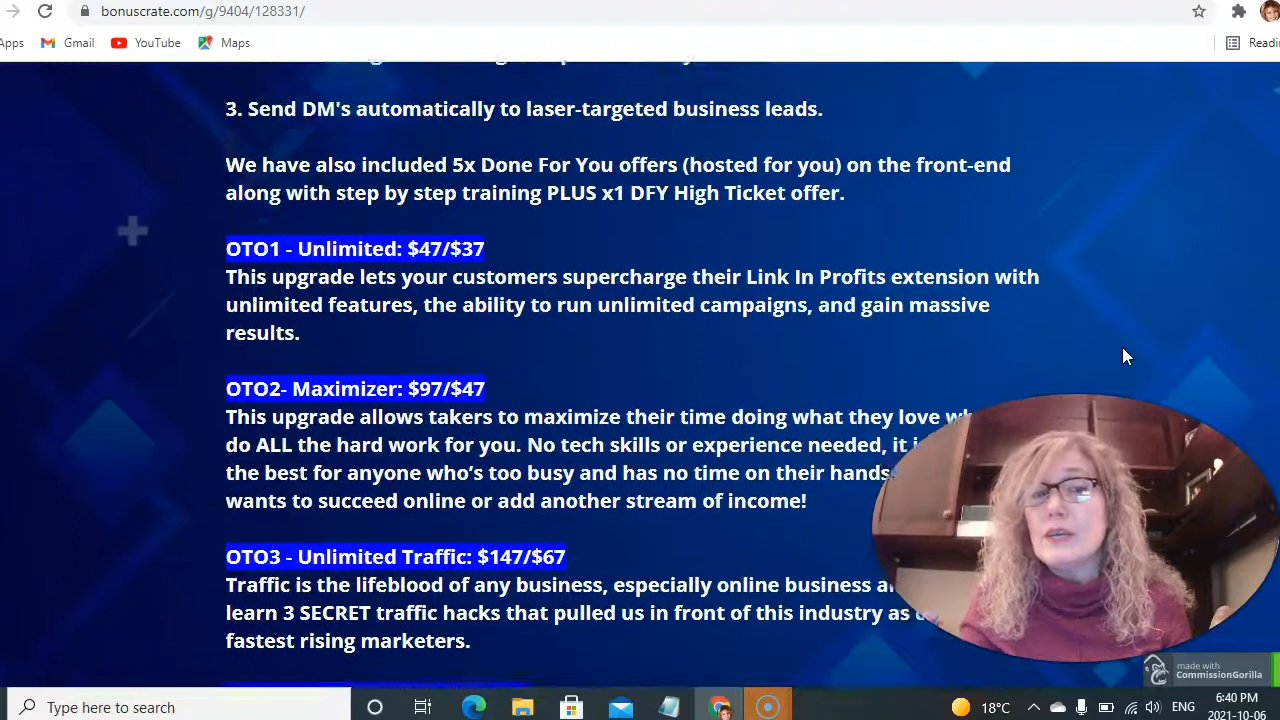 bonuscrate.com/g/9404/128331/
Apps Gmail YouTube Maps
3. Send DM's automatically to laser-targeted business leads.
We have also included 5x Done For You offers (hosted for you) on the front-end
along with step by step training PLUS x1 DFY High Ticket offer.
OTO1 - Unlimited: $47/$37
This upgrade lets your customers supercharge their Link In Profits extension with
unlimited features, the ability to run unlimited campaigns, and gain massive
results.
OTO2- Maximizer: $97/$47
This upgrade allows takers to maximize their time doing what they love
do ALL the hard work for you. No tech skills or experience needed, it
the best for anyone who's too busy and has no time on their hands
wants to succeed online or add another stream of income!
OTO3 - Unlimited Traffic: $147/$67
Traffic is the lifeblood of any business, especially online business
learn 3 SECRET traffic hacks that pulled us in front of this industry as
fastest rising marketers.
made with
CommissionGorilla
Type here to search
18°C
ENG
6:40 PM
2021-10-06